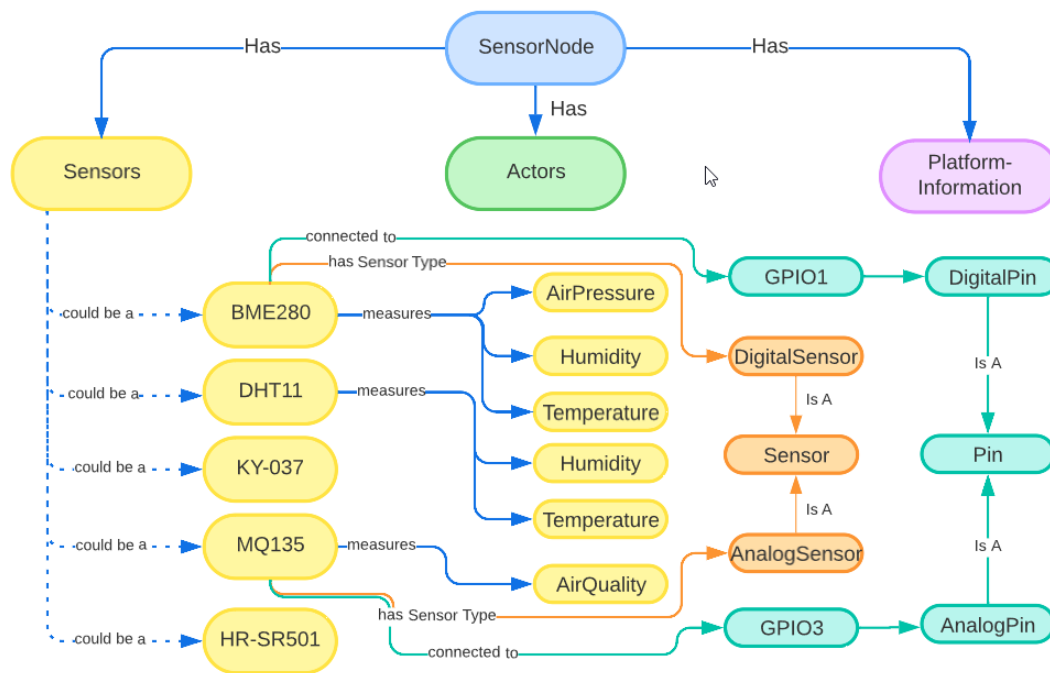 Has
SensorNode
Has
Has
Sensors
Actors
Platform-
Information
connected to
has Sensor Type
GPIO1
DigitalPin
AirPressure
could be a
BME280
measures
Humidity
DigitalSensor
Is A
could be a
DHT11
measures
Is A
Temperature
Humidity
Sensor
Pin
could be a
KY-037
Temperature
Is A
could be a
MQ135
measures
AnalogSensor
Is A
AirQuality
has Sensor Type
GPIO3
AnalogPin
could be a
HR-SR501
connected to